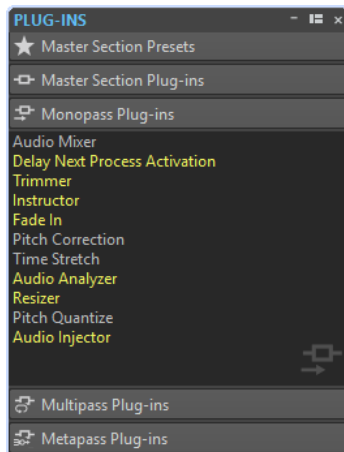 PLUG-INS
Master Section Presets
Master Section Plug-ins
Monopass Plug-ins
Audio Mixer
Delay Next Process Activation
Trimmer
Instructor
Fade In
Pitch Correction
Time Stretch
Audio Analyzer
Resizer
Pitch Quantize
Audio Injector
Multipass Plug-ins
Metapass Plug-ins